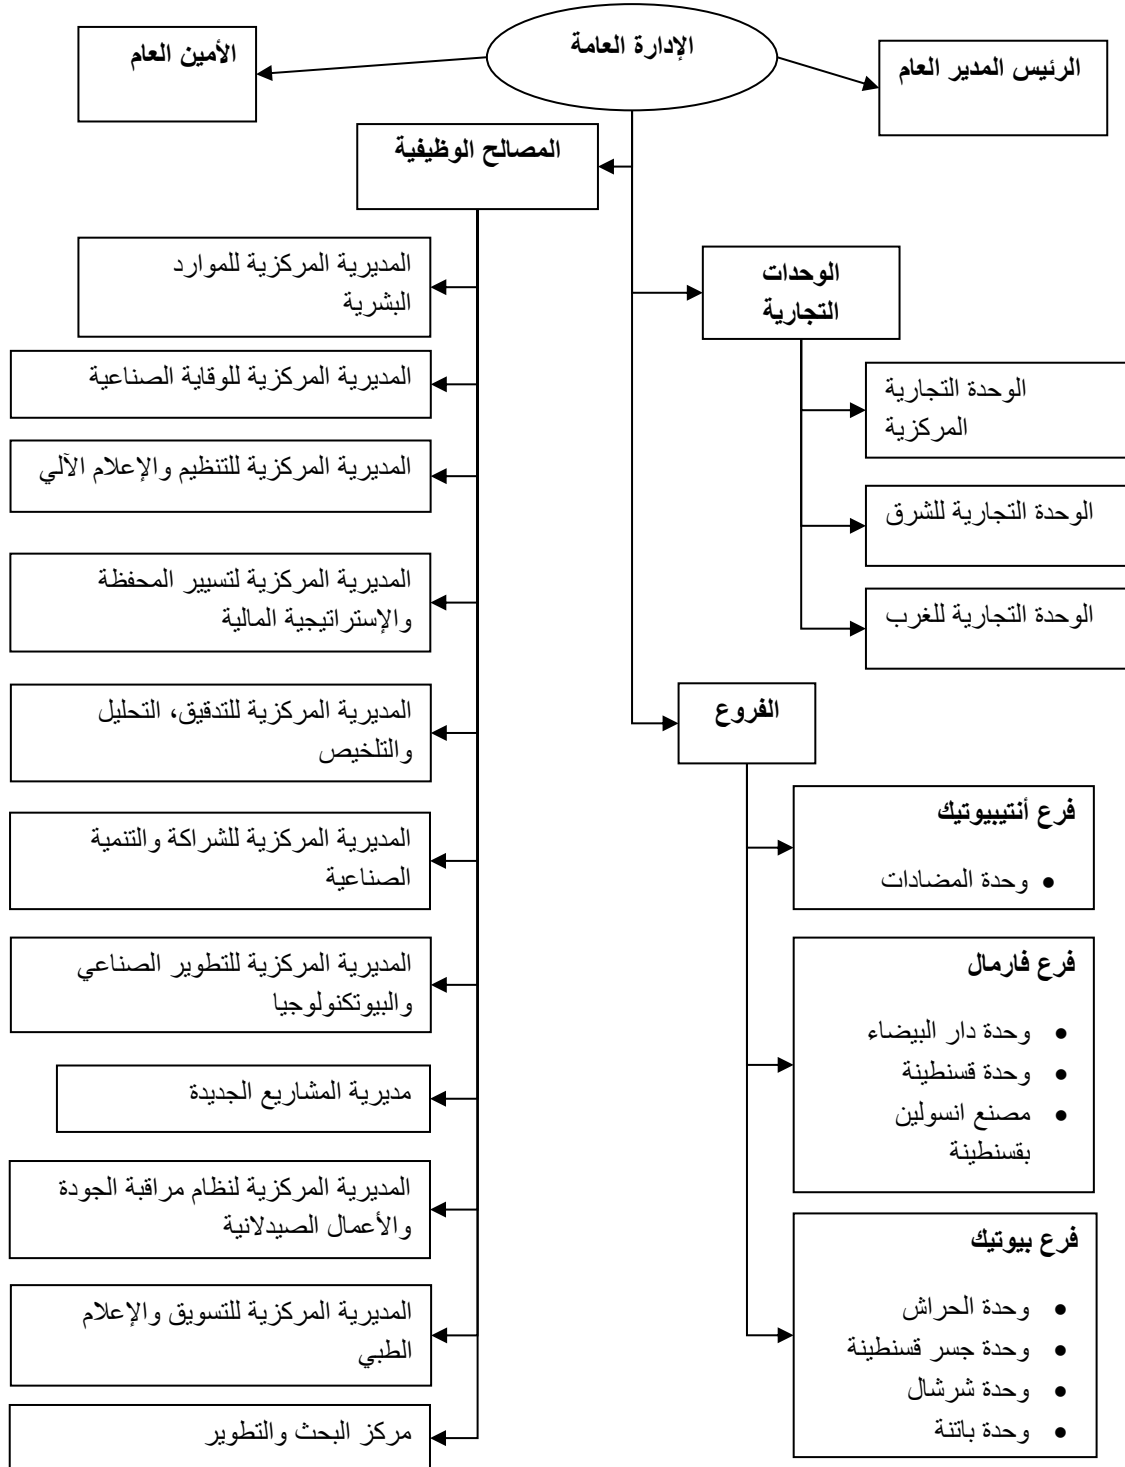 الإدارة العامة
الرئيس المدير العام
الأمين العام
المصالح الوظيفية
الوحدات
التجارية
الوحدة التجارية
المركزية
الوحدة التجارية للشرق
الوحدة التجارية للغرب
الفروع
فرع أنتيبيوتيك
• وحدة المضادات
فرع فارمال
• وحدة دار البيضاء
• وحدة قسنطينة
• مصنع انسولين
بقسنطينة
فرع بيوتيك
• وحدة الحراش
• وحدة جسر قسنطينة
• وحدة شرشال
• وحدة باتنة
المديرية المركزية للموارد
البشرية
المديرية المركزية للوقاية الصناعية
المديرية المركزية للتنظيم والإعلام الآلي
المديرية المركزية لتسيير المحفظة
والإستراتيجية المالية
المديرية المركزية للتدقيق، التحليل
والتلخيص
المديرية المركزية للشراكة والتنمية
الصناعية
المديرية المركزية للتطوير الصناعي
والبيوتكنولوجيا
مديرية المشاريع الجديدة
المديرية المركزية لنظام مراقبة الجودة
والأعمال الصيدلانية
المديرية المركزية للتسويق والإعلام
الطبي
مركز البحث والتطوير